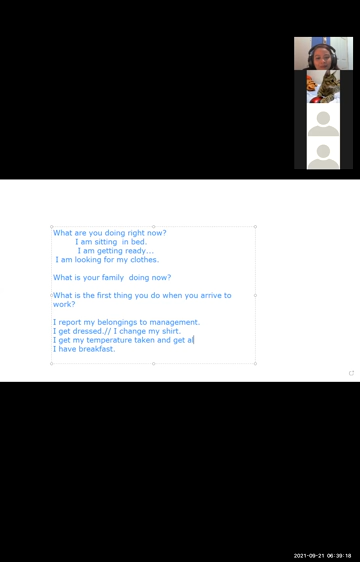 What are you doing right now?
I am sitting in bed.
I am getting ready...
I am looking for my clothes.
What is your family doing now?
What is the first thing you do when you arrive to
work?
I report my belongings to management.
I get dressed.// I change my shirt.
I get my temperature taken and get al
I have breakfast.
2021-09-21 06:39:18